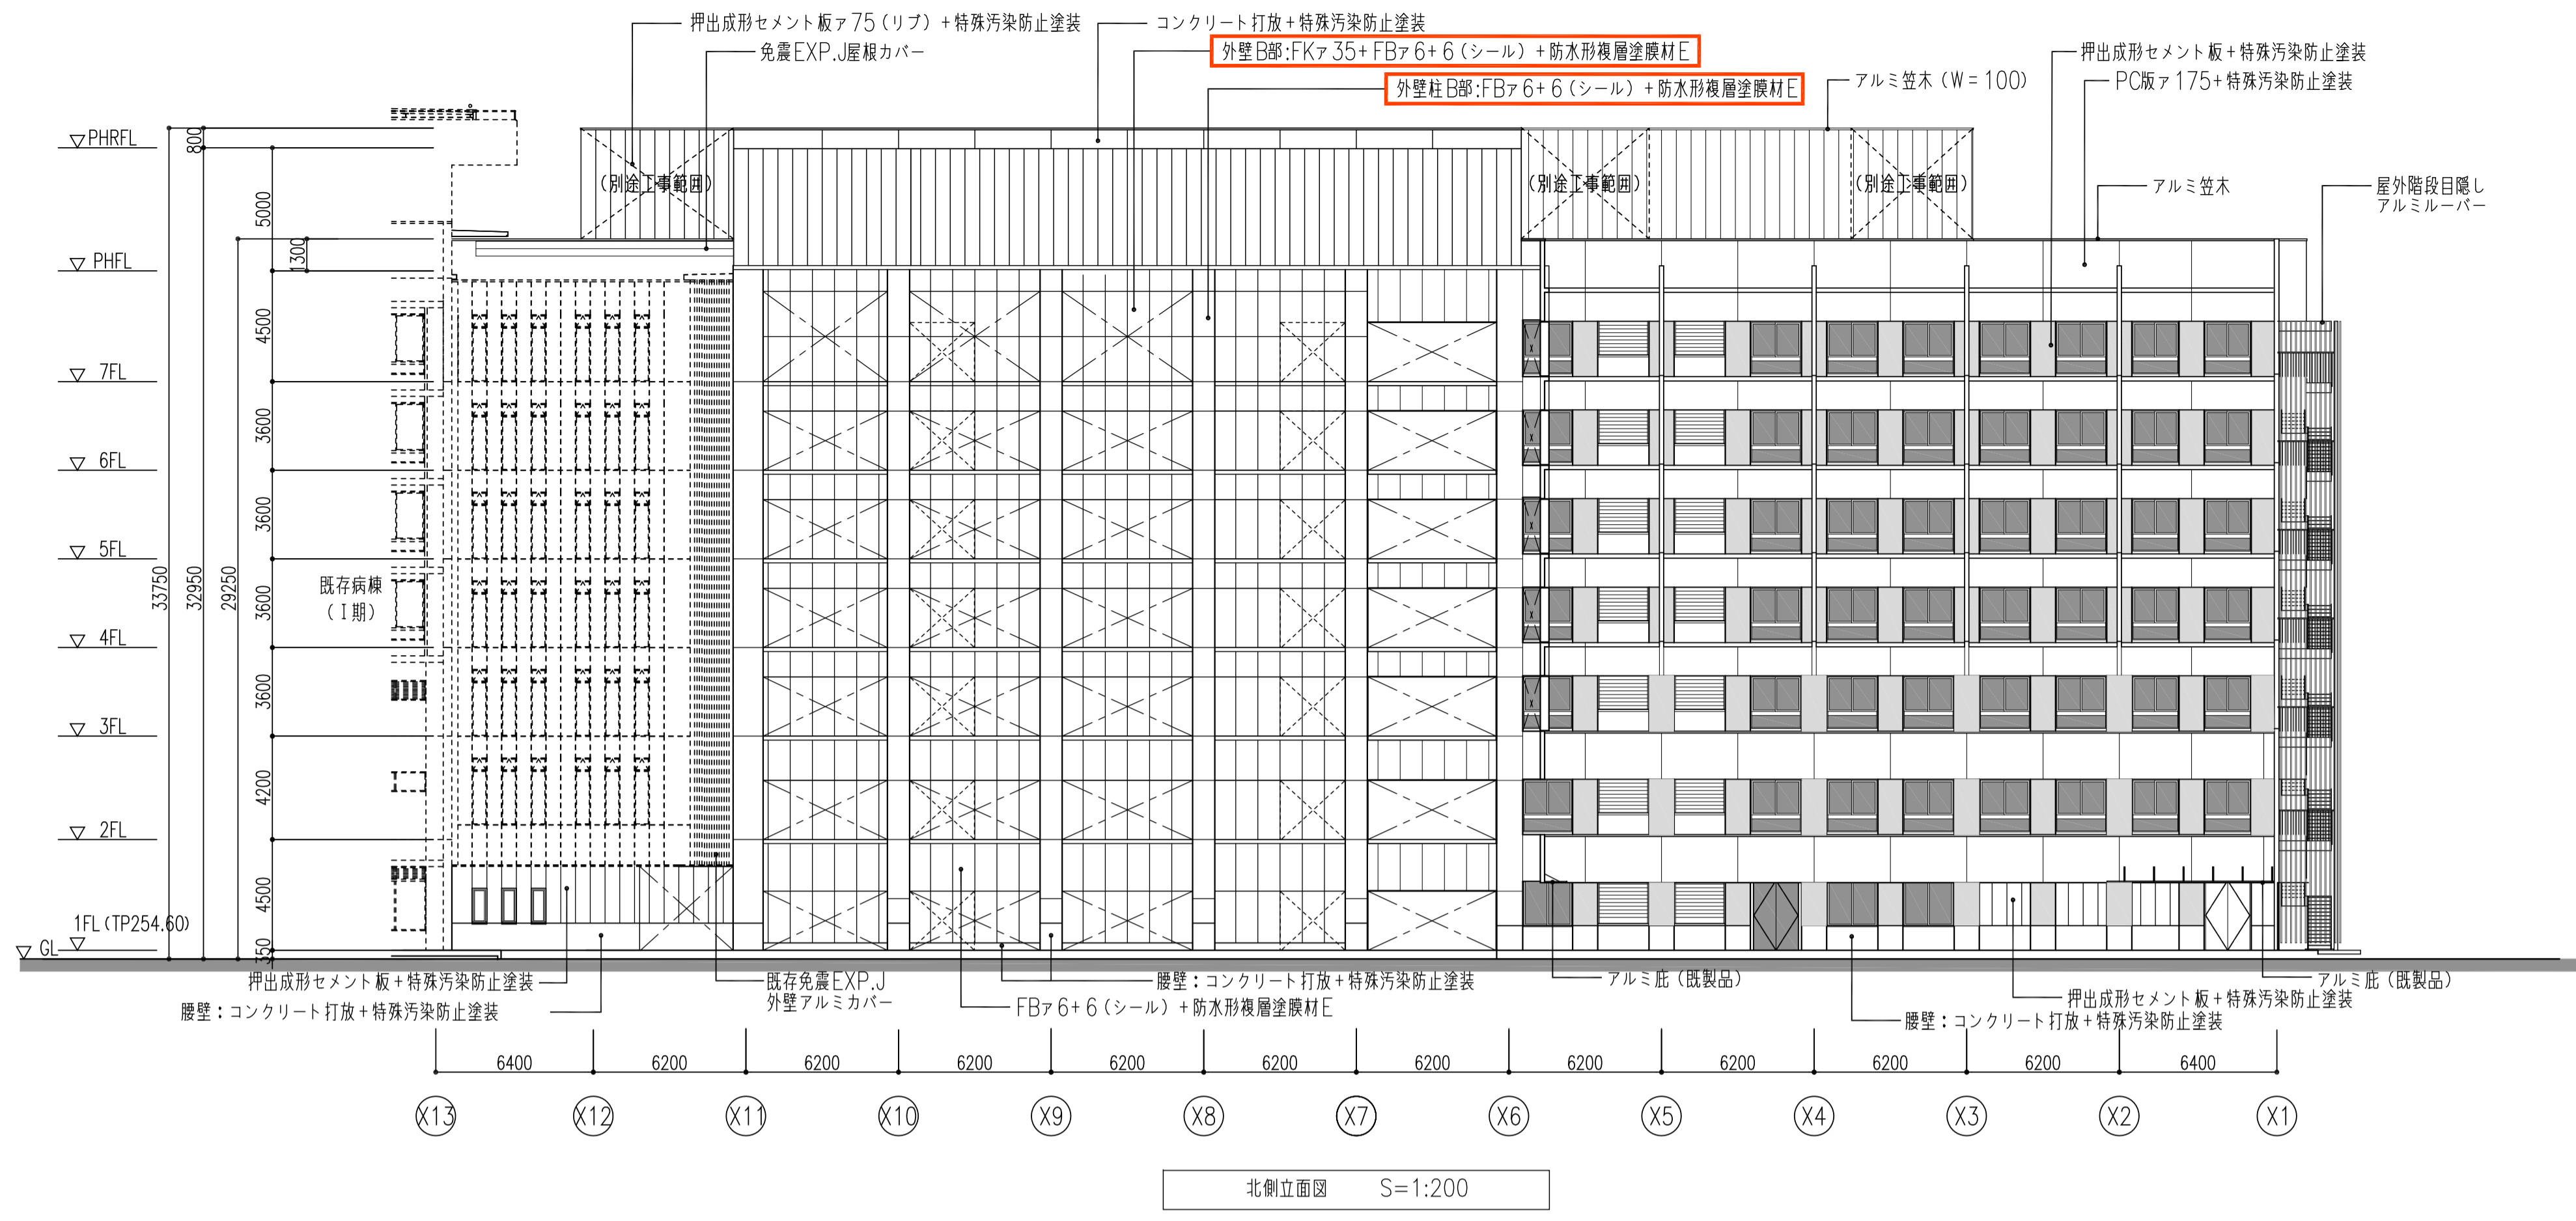 押出成形セメント板ァ75(リブ)+特殊汚染防止塗装
コンクリート打放+特殊汚染防止塗装
免震EXP.J屋根カバー
外壁B部:FKァ35+FBァ6+6(シール)+防水形複層塗膜材E
押出成形セメント板+特殊汚染防止塗装
外壁柱B部:FBァ6+6(シール)+防水形複層塗膜材E
アルミ笠木(W=100)
PC版ァ175+特殊汚染防止塗装
アルミ笠木
屋外階段目隠し
アルミルーバー
(別途工事範囲)
(別途工事範囲)
(別途工事範囲)
▽PHRFL
▽PHFL
▽7FL
▽6FL
▽5FL
▽4FL
▽3FL
▽2FL
1FL(TP254.60)
▽GL▽
33750
32950
29250
800
5000
1300
4500
3600
3600
3600
3600
4200
4500
350
既存病棟
(Ⅰ期)
押出成形セメント板+特殊汚染防止塗装
腰壁:コンクリート打放+特殊汚染防止塗装
既存免震EXP.J
外壁アルミカバー
腰壁:コンクリート打放+特殊汚染防止塗装
FBァ6+6(シール)+防水形複層塗膜材E
アルミ庇(既製品)
アルミ庇(既製品)
押出成形セメント板+特殊汚染防止塗装
腰壁:コンクリート打放+特殊汚染防止塗装
6400 6200 6200 6200 6200 6200 6200 6200 6200 6200 6200 6400
X13 X12 X11 X10 X9 X8 X7 X6 X5 X4 X3 X2 X1
北側立面図 S=1:200